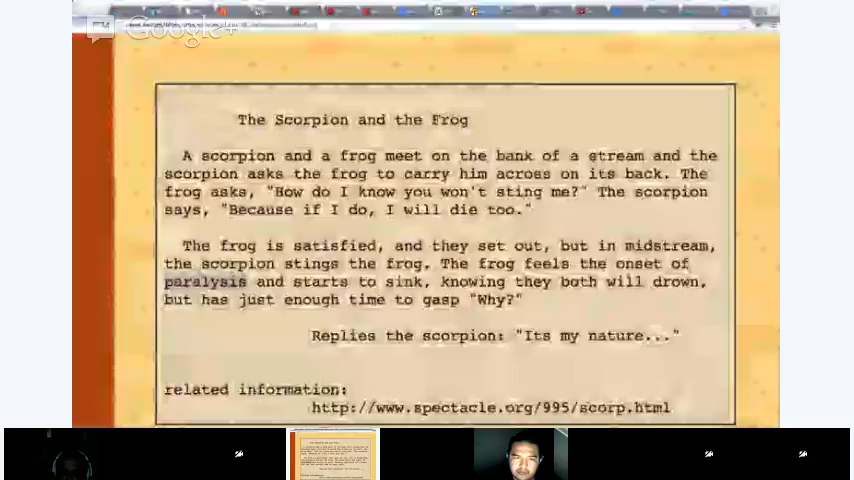 Google+
The Scorpion and the Frog
A scorpion and a frog meet on the bank of a stream and the
scorpion asks the frog to carry him across on its back. The
frog asks, "How do I know you won't sting me?" The scorpion
says, "Because if I do, I will die too."
The frog is satisfied, and they set out, but in midstream,
the scorpion stings the frog. The frog feels the onset of
paralysis and starts to sink, knowing they both will drown,
but has just enough time to gasp "Why?"
Replies the scorpion: "Its my nature..."
related information:
http://www.spectacle.org/995/scorp.html